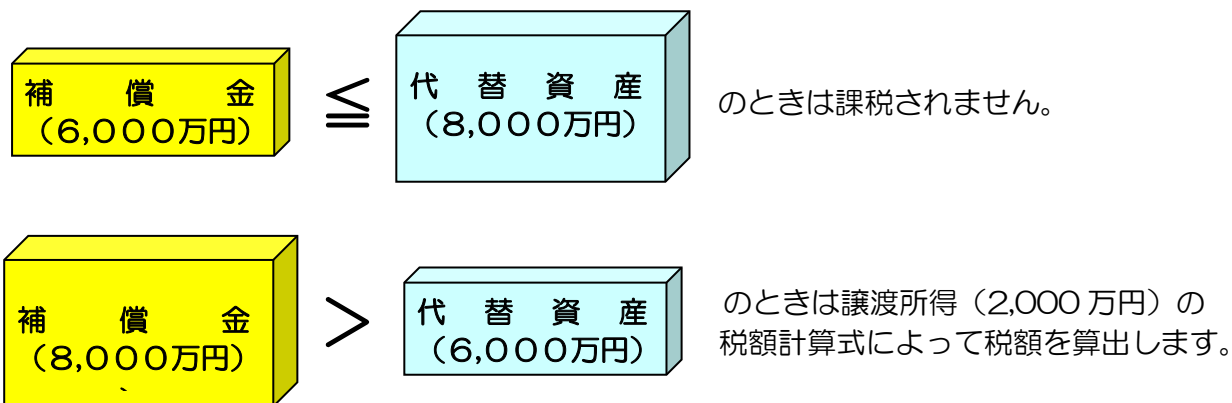 補償金
(6,000万円)
≦
代替資産
(8,000万円)
のときは課税されません。
補償金
(8,000万円)
、
>
代替資産
(6,000万円)
のときは譲渡所得（2,000万円）の
税額計算式によって税額を算出します。